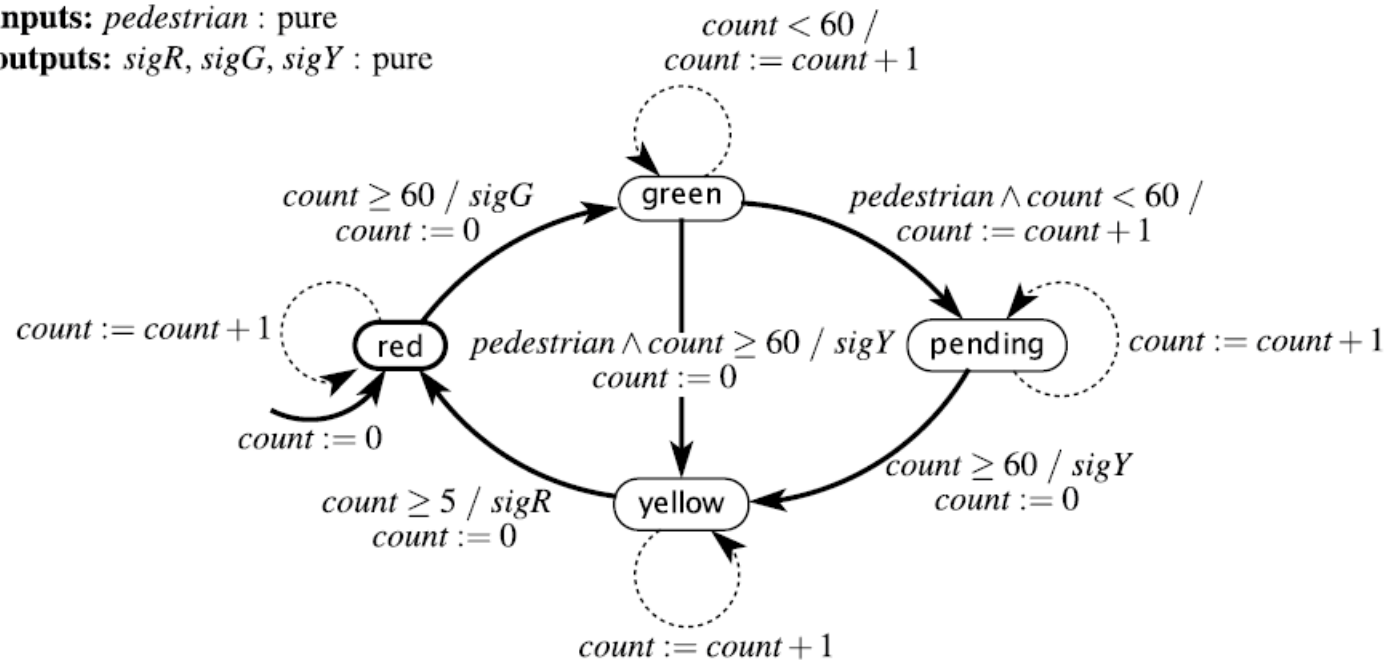 nputs: pedestrian : pure
outputs: sigR, sigG, sigY : pure
count < 60 /
count := count + 1
green
count ≥ 60 / sigG
count := 0
pedestrian ∧ count < 60 /
count := count + 1
count := count + 1
red
pedestrian ∧ count ≥ 60 / sigY
count := 0
pending
count := count + 1
count := 0
count ≥ 5 / sigR
count := 0
yellow
count ≥ 60 / sigY
count := 0
count := count + 1